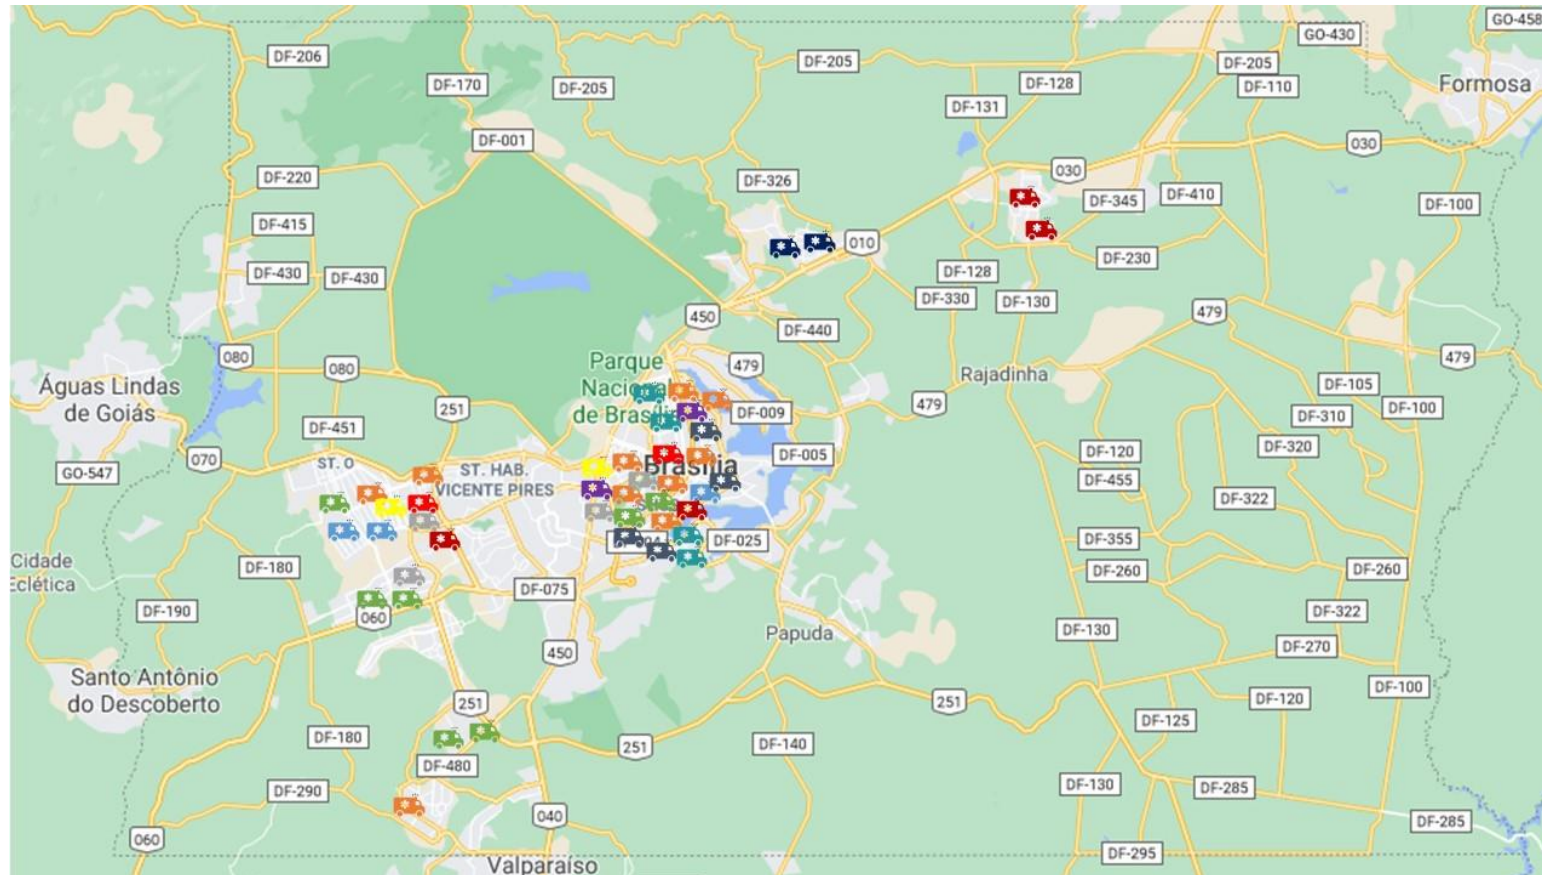 GO-458
GO-430
DF-206
DF-205
DF-205
DF-170
DF-205
DF-128
DF-110
Formosa
DF-131
DF-001
030
030
DF-220
DF-326
DF-345
DF-410
DF-100
DF-415
010
DF-230
DF-430
DF-430
DF-128
DF-330
DF-130
450
479
DF-440
080
080
Parque
Nacional
de Brasília
479
479
Rajadinha
Águas Lindas
de Goiás
251
DF-009
479
DF-105
DF-310
DF-100
DF-451
070
ST. O
GO-547
ST. HAB.
VICENTE PIRES
Brasília
DF-005
DF-120
DF-320
DF-455
DF-322
DF-025
DF-355
Cidade
Eclética
DF-180
DF-260
DF-260
DF-075
DF-190
060
DF-322
Papuda
DF-130
450
DF-270
Santo Antônio
do Descoberto
DF-100
251
251
DF-120
DF-125
DF-180
251
DF-140
DF-480
DF-290
DF-130
DF-285
040
DF-285
060
DF-295
Valparaíso